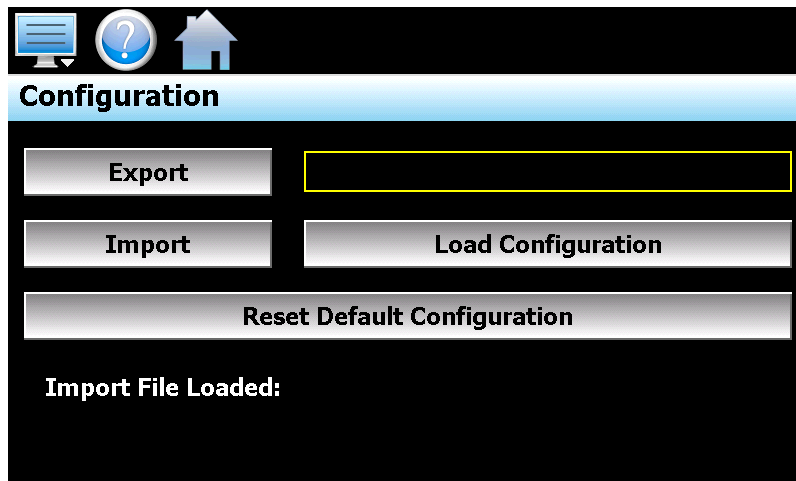 Configuration
Export
Import
Load Configuration
Reset Default Configuration
Import File Loaded: